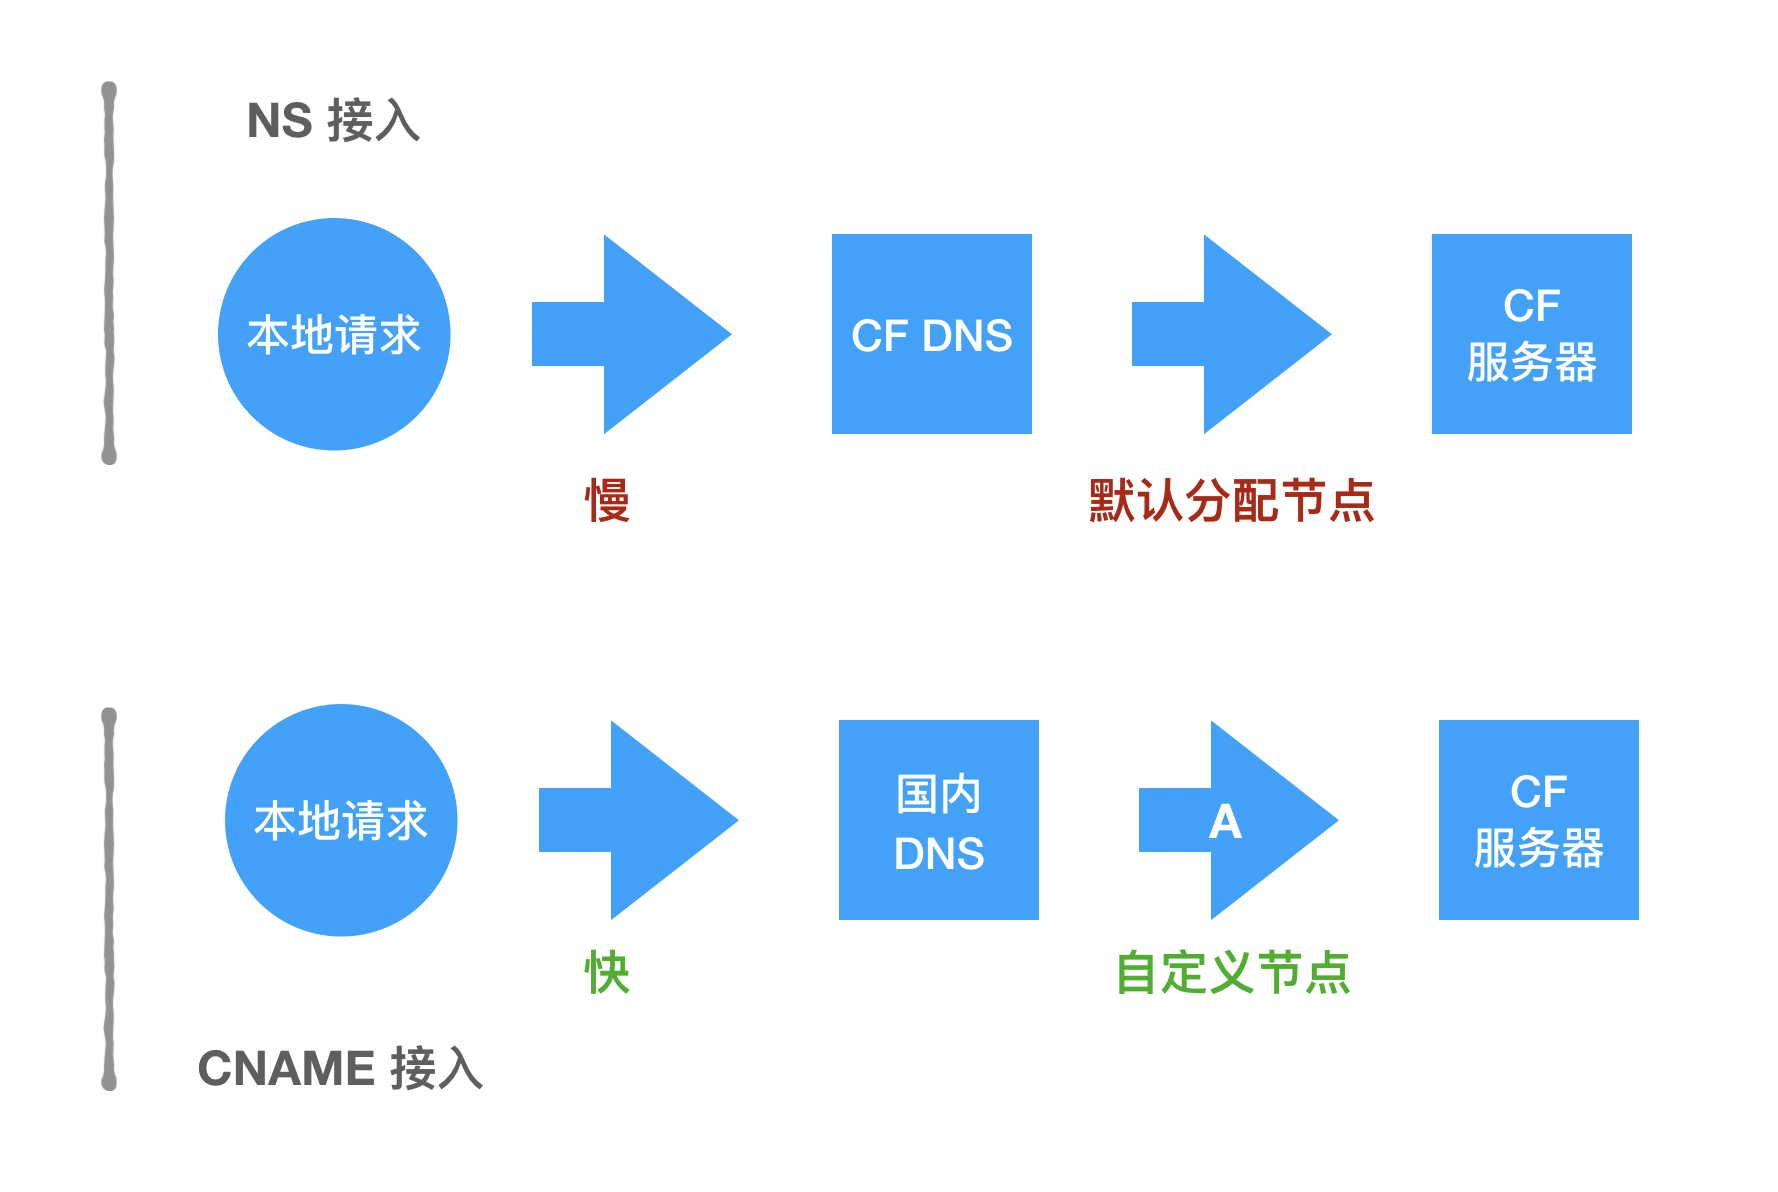 NS 接入
本地请求
CF DNS
CF
服务器
慢
默认分配节点
本地请求
国内
DNS
A
CF
服务器
快
自定义节点
CNAME 接入